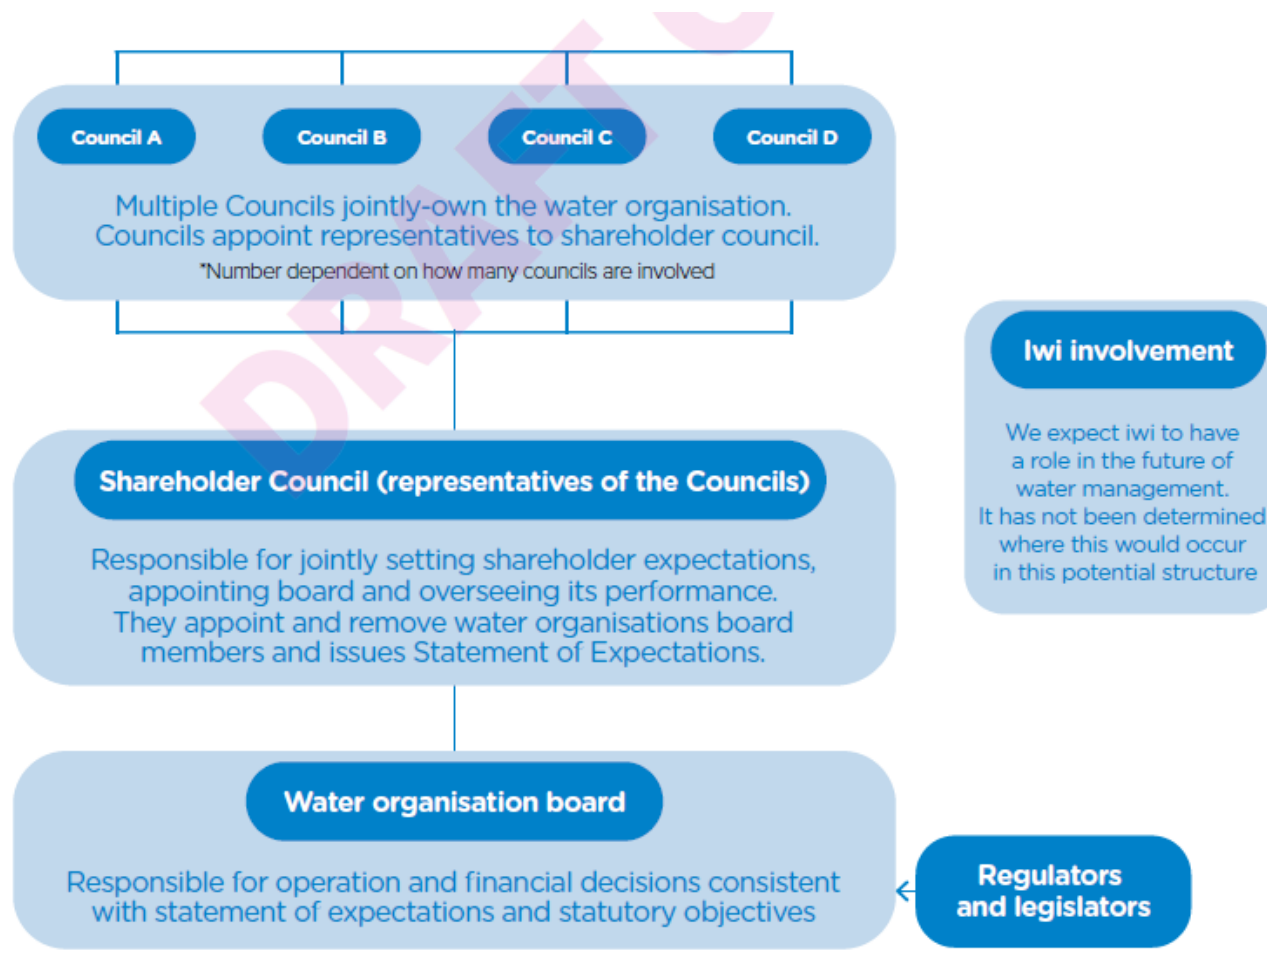 Council A
Council B
Council C
Council D
Multiple Councils jointly-own the water organisation.
Councils appoint representatives to shareholder council.
*Number dependent on how many councils are involved
DRAFT
Iwi involvement
We expect iwi to have
a role in the future of
water management.
It has not been determined
where this would occur
in this potential structure
Shareholder Council (representatives of the Councils)
Responsible for jointly setting shareholder expectations,
appointing board and overseeing its performance.
They appoint and remove water organisations board
members and issues Statement of Expectations.
Water organisation board
Responsible for operation and financial decisions consistent
with statement of expectations and statutory objectives
Regulators
and legislators